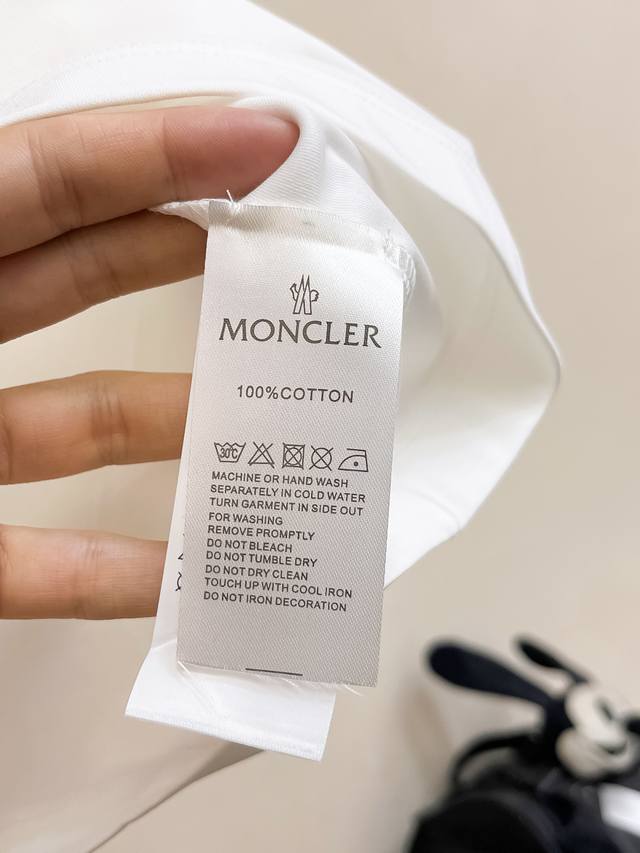 MONCLER
100%COTTON
30°C
MACHINE OR HAND WASH
SEPARATELY IN COLD WATER
TURN GARMENT IN SIDE OUT
FOR WASHING
REMOVE PROMPTLY
DO NOT BLEACH
DO NOT TUMBLE DRY
DO NOT DRY CLEAN
TOUCH UP WITH COOL IRON
DO NOT IRON DECORATION